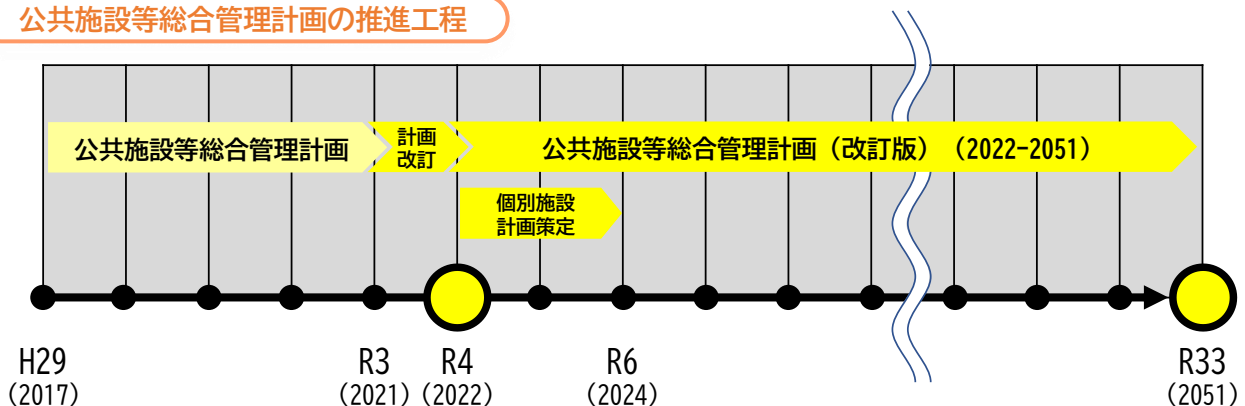 公共施設等総合管理計画の推進工程
公共施設等総合管理計画
計画
改訂
公共施設等総合管理計画（改訂版）（2022-2051）
個別施設
計画策定
H29
(2017)
R3
(2021)
R4
(2022)
R6
(2024)
R33
(2051)